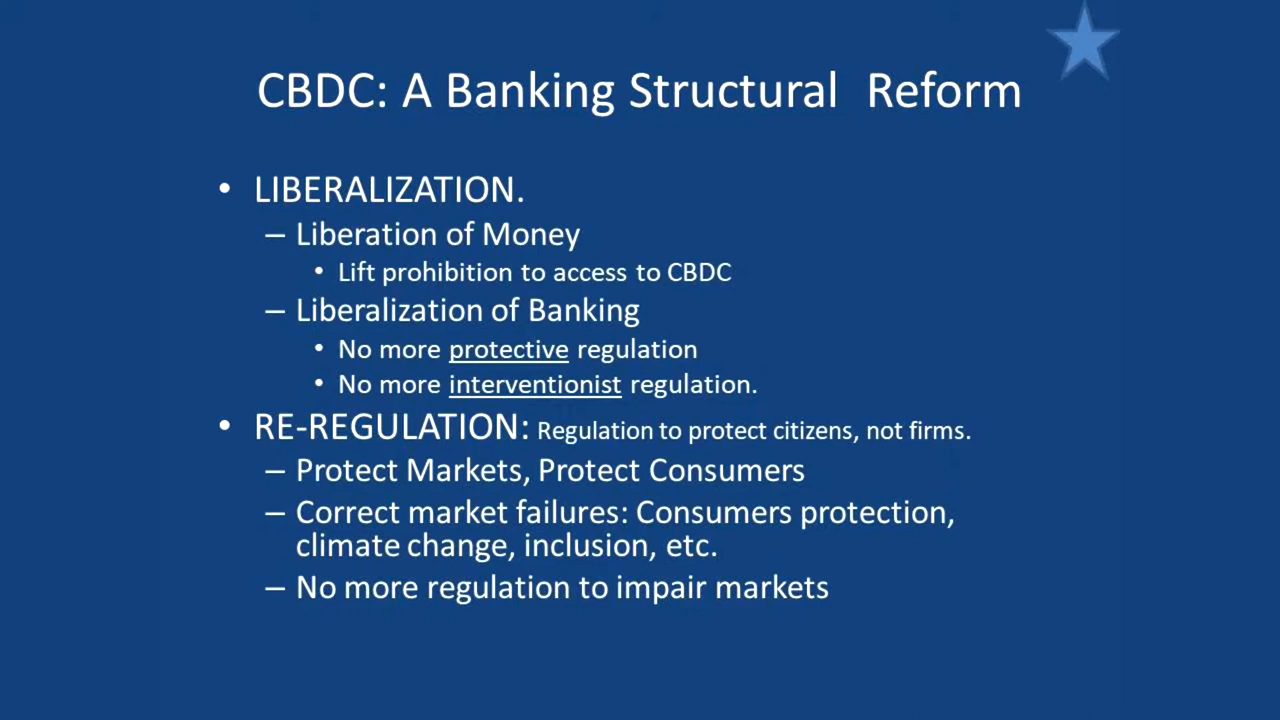 CBDC: A Banking Structural  Reform
• LIBERALIZATION.
– Liberation of Money
• Lift prohibition to access to CBDC
– Liberalization of Banking
• No more protective regulation
• No more interventionist regulation.
• RE-REGULATION: Regulation to protect citizens, not firms.
– Protect Markets, Protect Consumers
– Correct market failures: Consumers protection,
climate change, inclusion, etc.
– No more regulation to impair markets